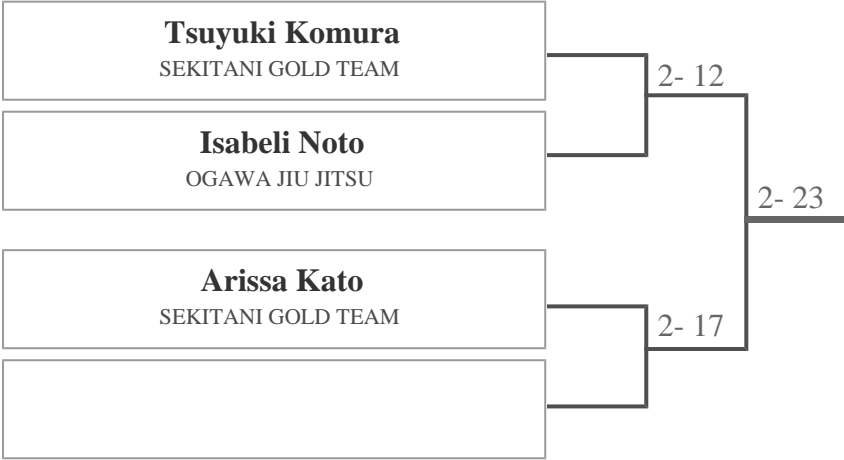 Tsuyuki Komura
SEKITANI GOLD TEAM
2- 12
Isabeli Noto
OGAWA JIU JITSU
2- 23
Arissa Kato
SEKITANI GOLD TEAM
2- 17